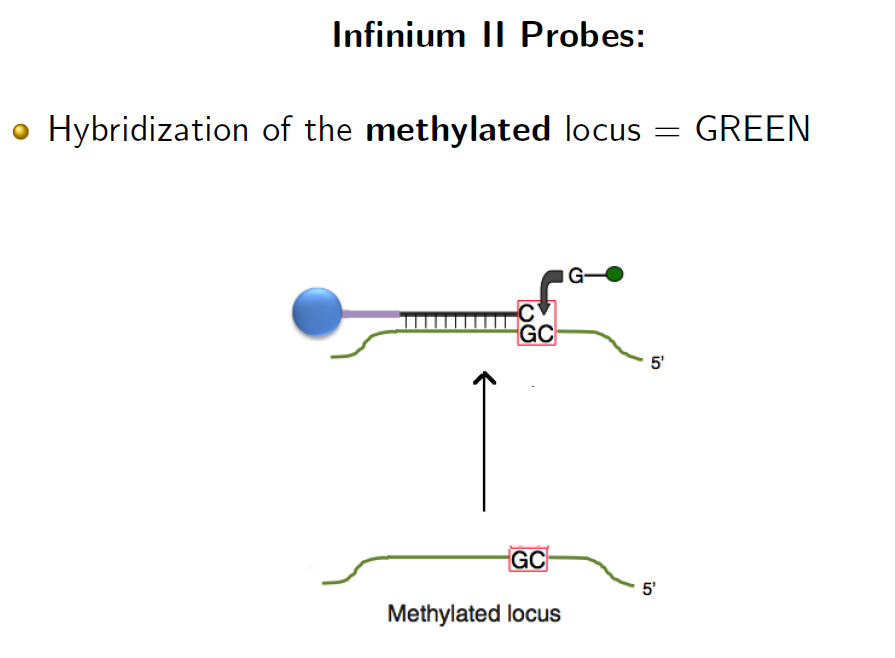 Infinium II Probes:
Hybridization of the methylated locus = GREEN
G
C
GC
5'
GC
5'
Methylated locus